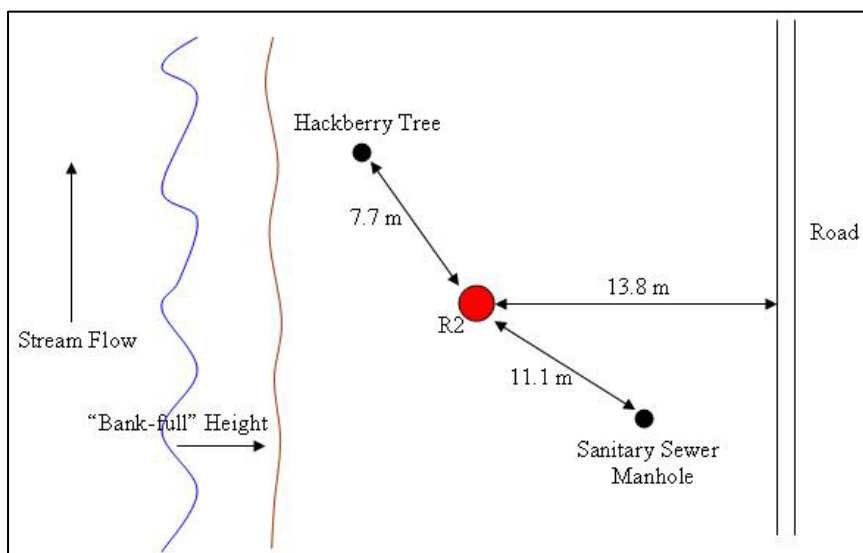 Hackberry Tree
7.7 m
Road
13.8 m
R2
Stream Flow
11.1 m
“Bank-full” Height
Sanitary Sewer
Manhole